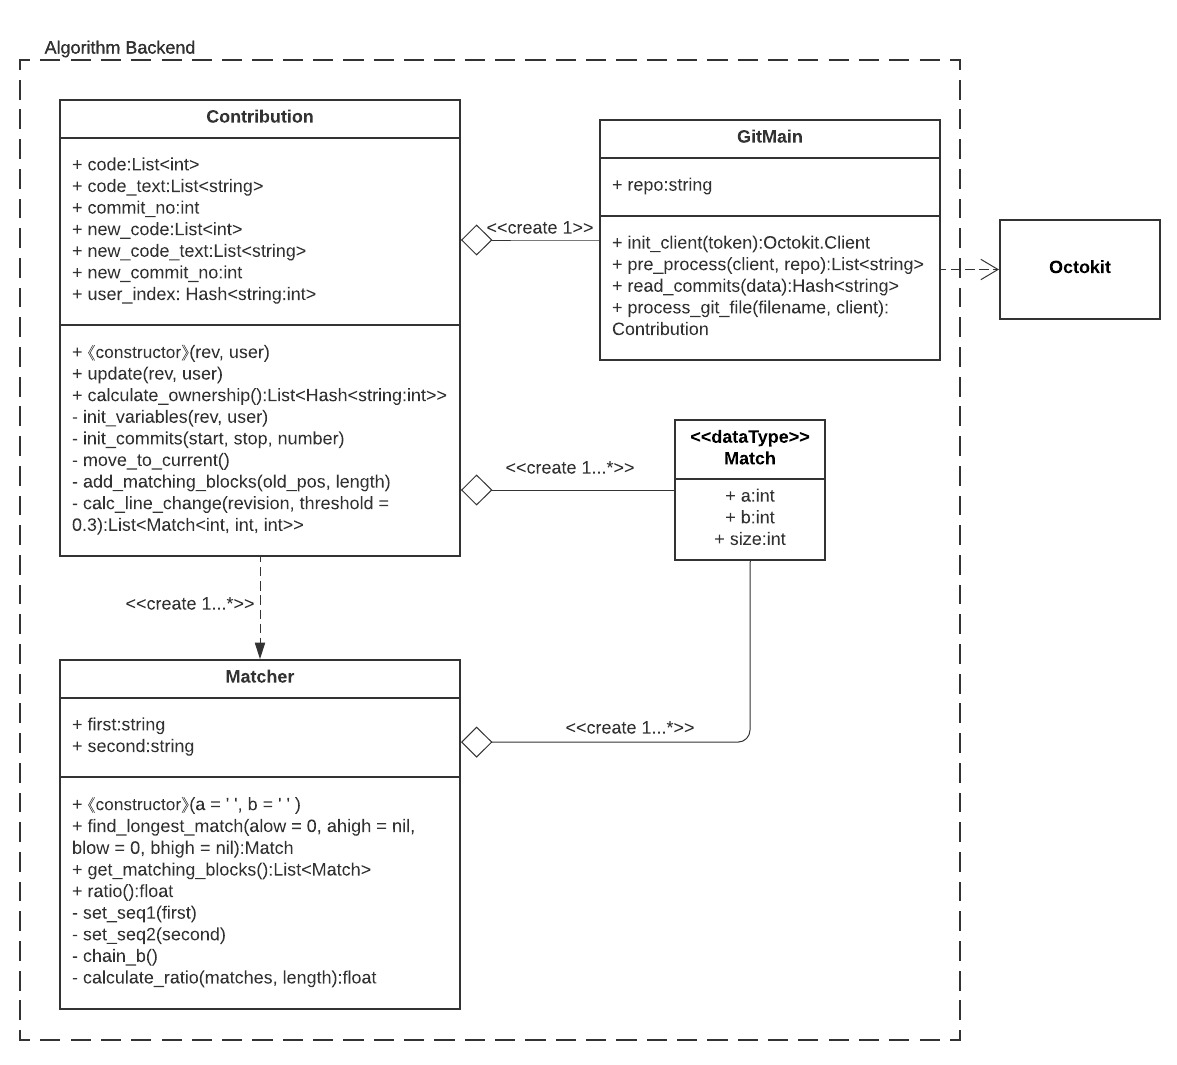 Algorithm Backend
Contribution
+ code:List<int>
+ code_text:List<string>
+ commit_no:int
+ new_code:List<int>
+ new_code_text:List<string>
+ new_commit_no:int
+ user_index: Hash<string:int>
+《constructor》(rev, user)
+ update(rev, user)
+ calculate_ownership():List<Hash<string:int>>
- init_variables(rev, user)
- init_commits(start, stop, number)
- move_to_current()
- add_matching_blocks(old_pos, length)
- calc_line_change(revision, threshold =
0.3):List<Match<int, int, int>>
<<create 1>>
GitMain
+ repo:string
+ init_client(token):Octokit.Client
+ pre_process(client, repo):List<string>
+ read_commits(data):Hash<string>
+ process_git_file(filename, client):
Contribution
Octokit
<<create 1...*>>
<<dataType>>
Match
+ a:int
+ b:int
+ size:int
<<create 1...*>>
Matcher
+ first:string
+ second:string
+《constructor》(a = ' ', b = ' ' )
+ find_longest_match(alow = 0, ahigh = nil,
blow = 0, bhigh = nil):Match
+ get_matching_blocks():List<Match>
+ ratio():float
- set_seq1(first)
- set_seq2(second)
- chain_b()
- calculate_ratio(matches, length):float
<<create 1...*>>